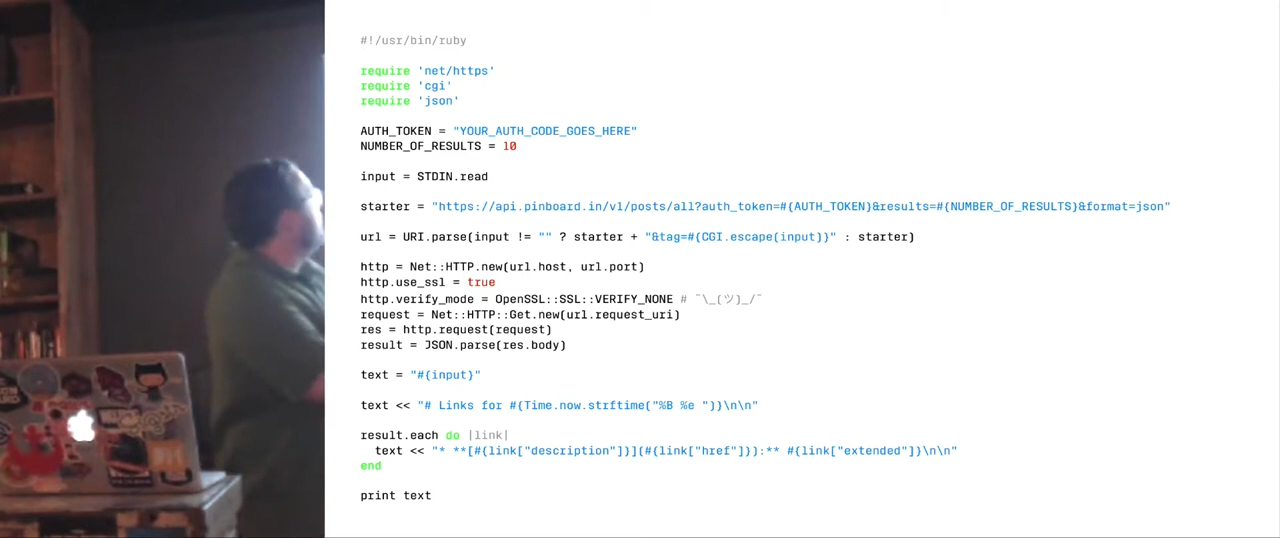 #!/usr/bin/ruby
require 'net/https'
require 'cgi'
require 'json'
AUTH_TOKEN = "YOUR_AUTH_CODE_GOES_HERE"
NUMBER_OF_RESULTS = 10
input = STDIN.read
starter = "https://api.pinboard.in/v1/posts/all?auth_token=#{AUTH_TOKEN}&results=#{NUMBER_OF_RESULTS}&format=json"
url = URI.parse(input != "" ? starter + "&tag=#{CGI.escape(input)}" : starter)
http = Net::HTTP.new(url.host, url.port)
http.use_ssl = true
http.verify_mode = OpenSSL::SSL::VERIFY_NONE # ¯\_(ツ)_/¯
request = Net::HTTP::Get.new(url.request_uri)
res = http.request(request)
result = JSON.parse(res.body)
text = "#{input}"
text << "# Links for #{Time.now.strftime("%B %e ")}\n\n"
result.each do |link|
  text << "* **[#{link["description"]}](#{link["href"]}):** #{link["extended"]}\n\n"
end
print text